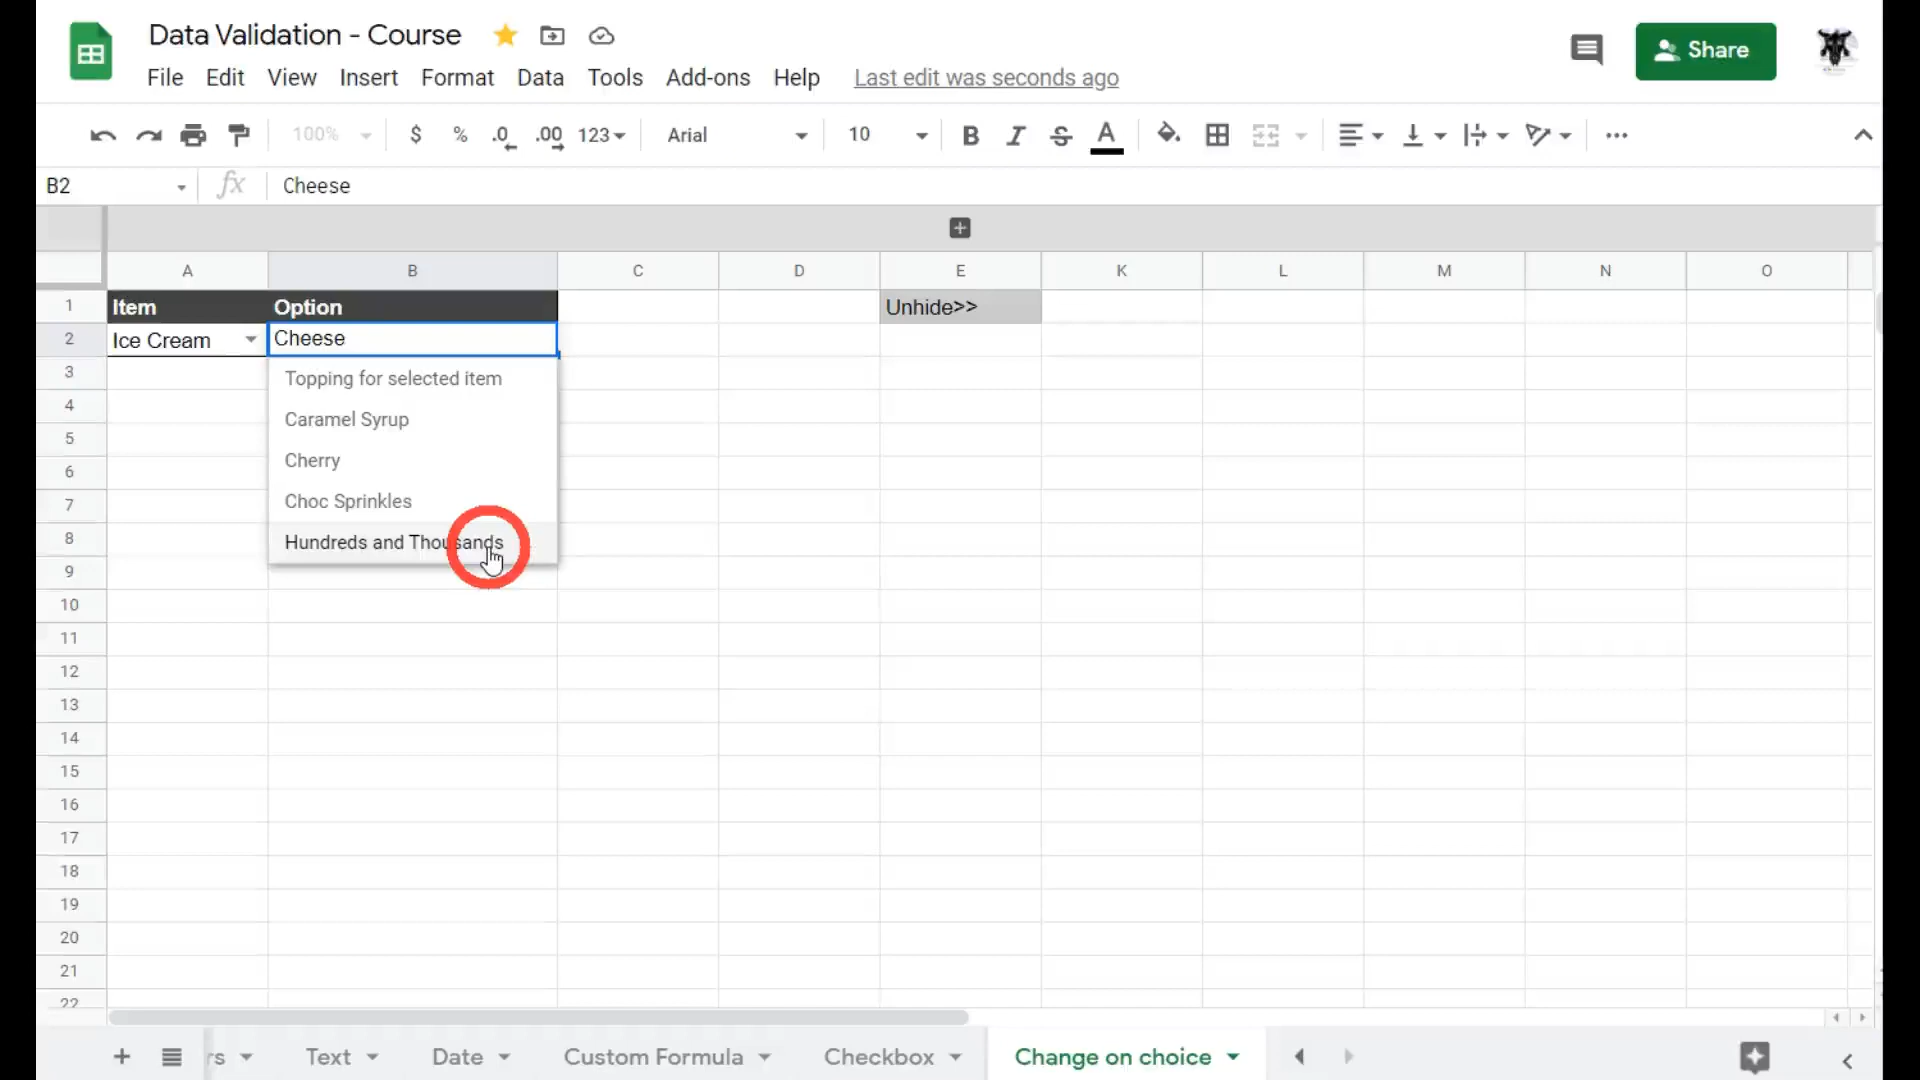 Data Validation - Course
Share
File Edit View Insert Format Data Tools Add-ons Help Last edit was seconds ago
100% $ % .0 .00 123 Arial 10 B I S A
B2 fx Cheese
A B C D E K L M N O
1 Item Option Unhide>>
2 Ice Cream Cheese
3 Topping for selected item
4 Caramel Syrup
5
6 Cherry
7 Choc Sprinkles
8 Hundreds and Thousands
9
10
11
12
13
14
15
16
17
18
19
20
21
22
rs Text Date Custom Formula Checkbox Change on choice